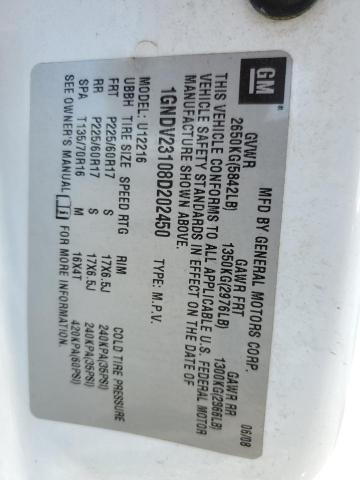 GM
MFD BY GENERAL MOTORS CORP. 06/08
GVWR GAWR FRT GAWR RR
2650KG(5842LB) 1350KG(2976LB) 1300KG(2966LB)
THIS VEHICLE CONFORMS TO ALL APPLICABLE U.S. FEDERAL MOTOR
VEHICLE SAFETY STANDARDS IN EFFECT ON THE DATE OF
MANUFACTURE SHOWN ABOVE.
1GNDV23108D202450 TYPE: M.P.V.
MODEL: U12216
UBBH TIRE SIZE SPEED RTG RIM COLD TIRE PRESSURE
FRT P225/60R17 S 17X6.5J 240KPA(35PSI)
RR P225/60R17 S 17X6.5J 240KPA(35PSI)
SPA T135/70R16 M 16X4T 420KPA(60PSI)
SEE OWNER'S MANUAL FOR MORE INFORMATION.